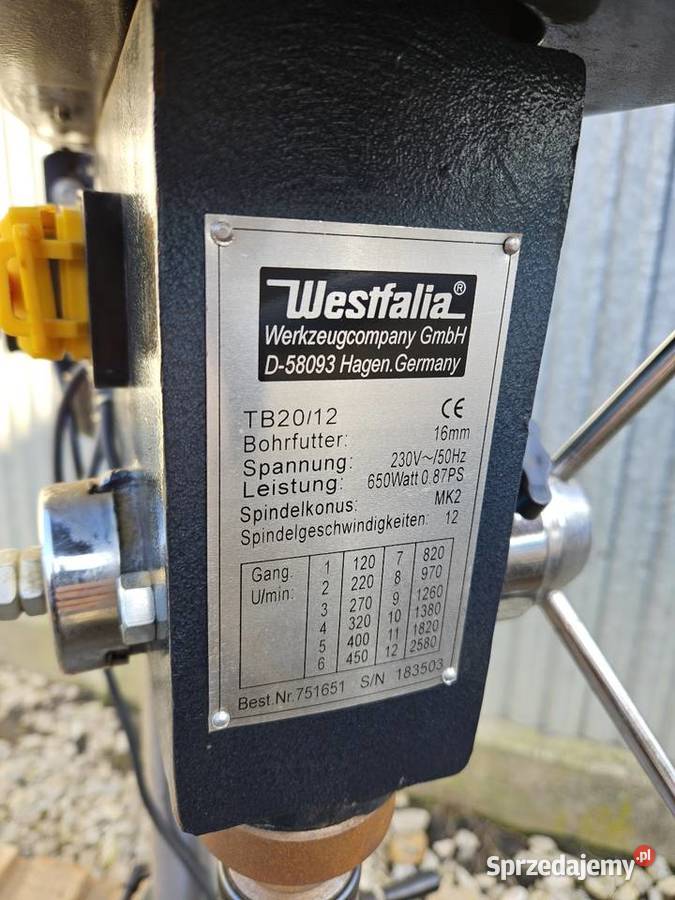 Westfalia®
Werkzeugcompany GmbH
D-58093 Hagen.Germany
TB20/12 CE
Bohrfutter: 16mm
Spannung: 230V~/50Hz
Leistung: 650Watt 0.87PS
Spindelkonus: MK2
Spindelgeschwindigkeiten: 12
Gang. 1 120 7 820
U/min: 2 220 8 970
3 270 9 1260
4 320 10 1380
5 400 11 1820
6 450 12 2580
Best.Nr.751651 S/N 183503
Sprzedajemy.pl